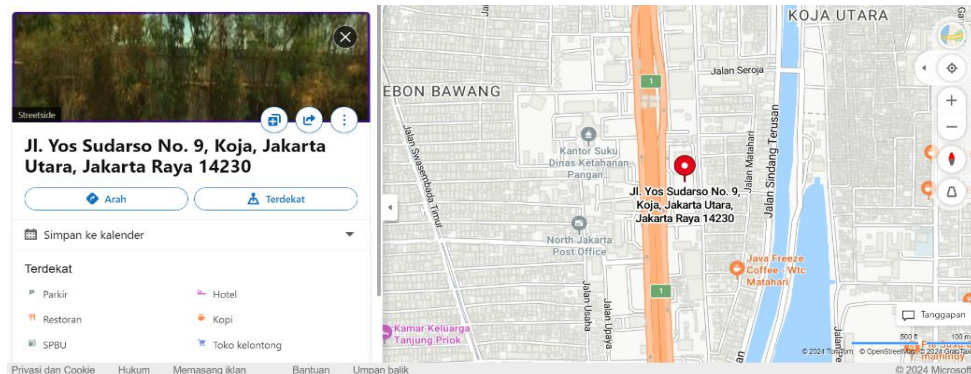 Streetside
Jl. Yos Sudarso No. 9, Koja, Jakarta
Utara, Jakarta Raya 14230
Arah
Terdekat
Simpan ke kalender
Terdekat
Parkir
Hotel
Restoran
Kopi
SPBU
Toko kelontong
Privasi dan Cookie
Hukum
Memasang iklan
Bantuan
Umpan balik
© 2024 Microsoft
KOJA UTARA
EBON BAWANG
1
Jalan Seroja
Jalan Swasembada Timur
Kantor Suku
Dinas Ketahanan
Pangan...
Jalan Matahari
Jalan Sindang Terusan
Jl. Yos Sudarso No. 9,
Koja, Jakarta Utara,
Jakarta Raya 14230
North Jakarta
Post Office
Java Freeze
Coffee - Wtc
Matahari
1
Jalan Usaha
Jalan Upaya
Kamar Keluarga
Tanjung Priok
Tanggapan
500 ft
100 m
© 2024 TomTom © OpenStreetMap